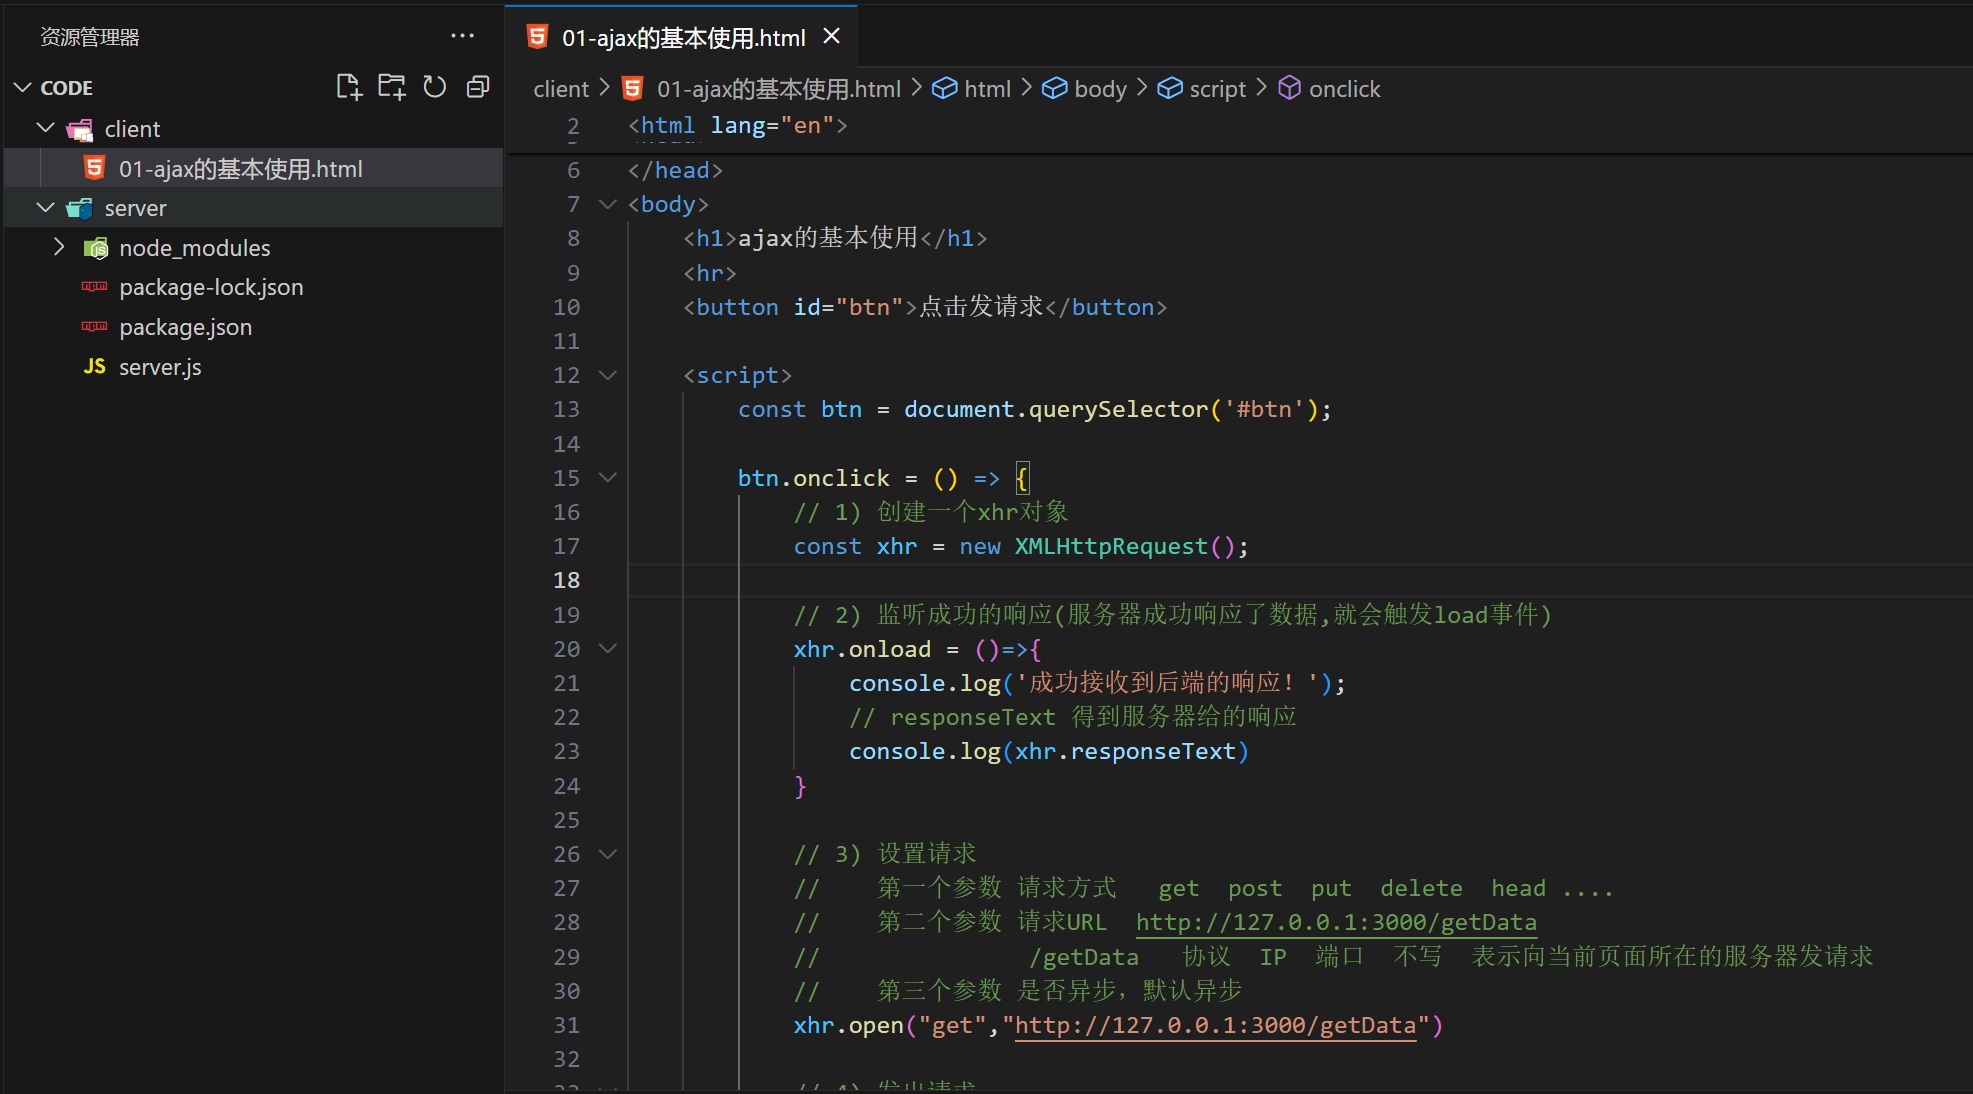 资源管理器
...
CODE
client
01-ajax的基本使用.html
server
node_modules
package-lock.json
package.json
JS server.js
01-ajax的基本使用.html
client > 01-ajax的基本使用.html > html > body > script > onclick
2 <html lang="en">
6 </head>
7 <body>
8 <h1>ajax的基本使用</h1>
9 <hr>
10 <button id="btn">点击发请求</button>
11
12 <script>
13 const btn = document.querySelector('#btn');
14
15 btn.onclick = () => {
16 // 1) 创建一个xhr对象
17 const xhr = new XMLHttpRequest();
18
19 // 2) 监听成功的响应(服务器成功响应了数据,就会触发load事件)
20 xhr.onload = ()=>{
21 console.log('成功接收到后端的响应！');
22 // responseText 得到服务器给的响应
23 console.log(xhr.responseText)
24 }
25
26 // 3) 设置请求
27 // 第一个参数 请求方式 get post put delete head ....
28 // 第二个参数 请求URL http://127.0.0.1:3000/getData
29 // /getData 协议 IP 端口 不写 表示向当前页面所在的服务器发请求
30 // 第三个参数 是否异步，默认异步
31 xhr.open("get","http://127.0.0.1:3000/getData")
32